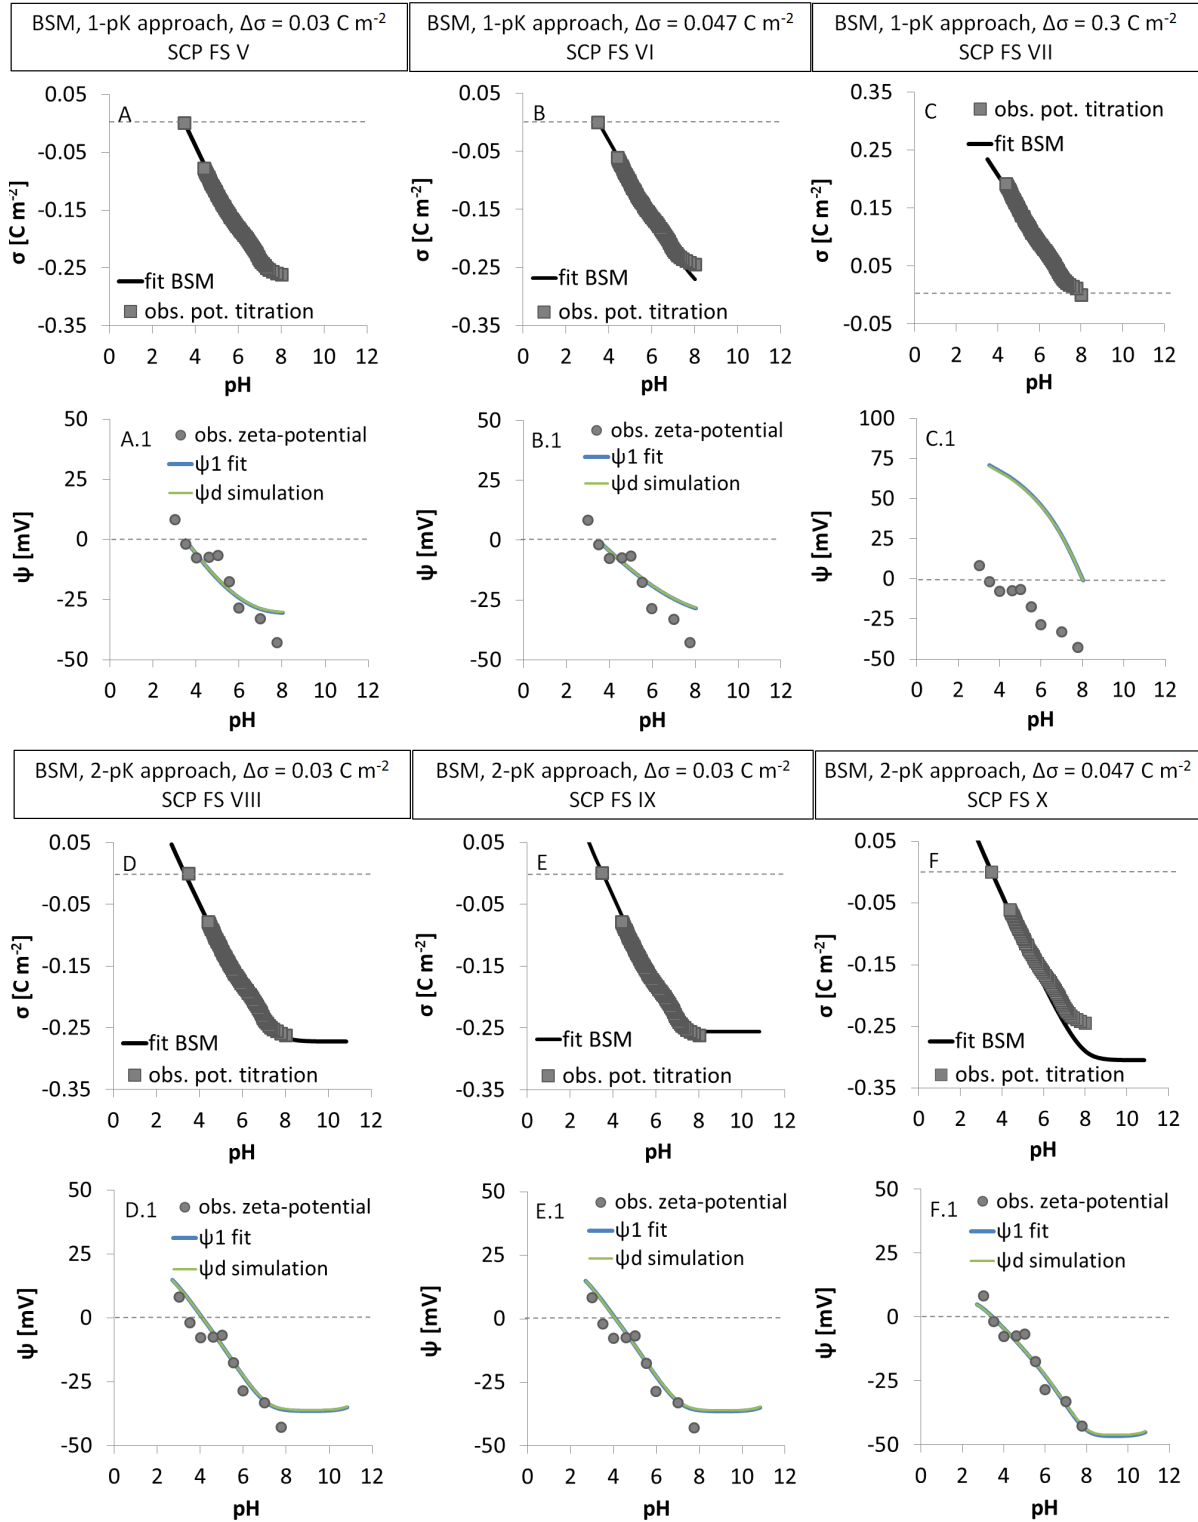 BSM, 1-pK approach, Δσ = 0.03 C m⁻²
SCP FS V
BSM, 1-pK approach, Δσ = 0.047 C m⁻²
SCP FS VI
BSM, 1-pK approach, Δσ = 0.3 C m⁻²
SCP FS VII
A
0.05
-0.05
-0.15
-0.25
-0.35
σ [C m⁻²]
fit BSM
obs. pot. titration
0 2 4 6 8 10 12
pH
B
0.05
-0.05
-0.15
-0.25
-0.35
σ [C m⁻²]
fit BSM
obs. pot. titration
0 2 4 6 8 10 12
pH
C
0.35
0.25
0.15
0.05
-0.05
σ [C m⁻²]
obs. pot. titration
fit BSM
0 2 4 6 8 10 12
pH
A.1
50
25
0
-25
-50
ψ [mV]
obs. zeta-potential
ψ1 fit
ψd simulation
0 2 4 6 8 10 12
pH
B.1
50
25
0
-25
-50
ψ [mV]
obs. zeta-potential
ψ1 fit
ψd simulation
0 2 4 6 8 10 12
pH
C.1
100
75
50
25
0
-25
-50
ψ [mV]
0 2 4 6 8 10 12
pH
BSM, 2-pK approach, Δσ = 0.03 C m⁻²
SCP FS VIII
BSM, 2-pK approach, Δσ = 0.03 C m⁻²
SCP FS IX
BSM, 2-pK approach, Δσ = 0.047 C m⁻²
SCP FS X
D
0.05
-0.05
-0.15
-0.25
-0.35
σ [C m⁻²]
fit BSM
obs. pot. titration
0 2 4 6 8 10 12
pH
E
0.05
-0.05
-0.15
-0.25
-0.35
σ [C m⁻²]
fit BSM
obs. pot. titration
0 2 4 6 8 10 12
pH
F
0.05
-0.05
-0.15
-0.25
-0.35
σ [C m⁻²]
fit BSM
obs. pot. titration
0 2 4 6 8 10 12
pH
D.1
50
25
0
-25
-50
ψ [mV]
obs. zeta-potential
ψ1 fit
ψd simulation
0 2 4 6 8 10 12
pH
E.1
50
25
0
-25
-50
ψ [mV]
obs. zeta-potential
ψ1 fit
ψd simulation
0 2 4 6 8 10 12
pH
F.1
50
25
0
-25
-50
ψ [mV]
obs. zeta-potential
ψ1 fit
ψd simulation
0 2 4 6 8 10 12
pH